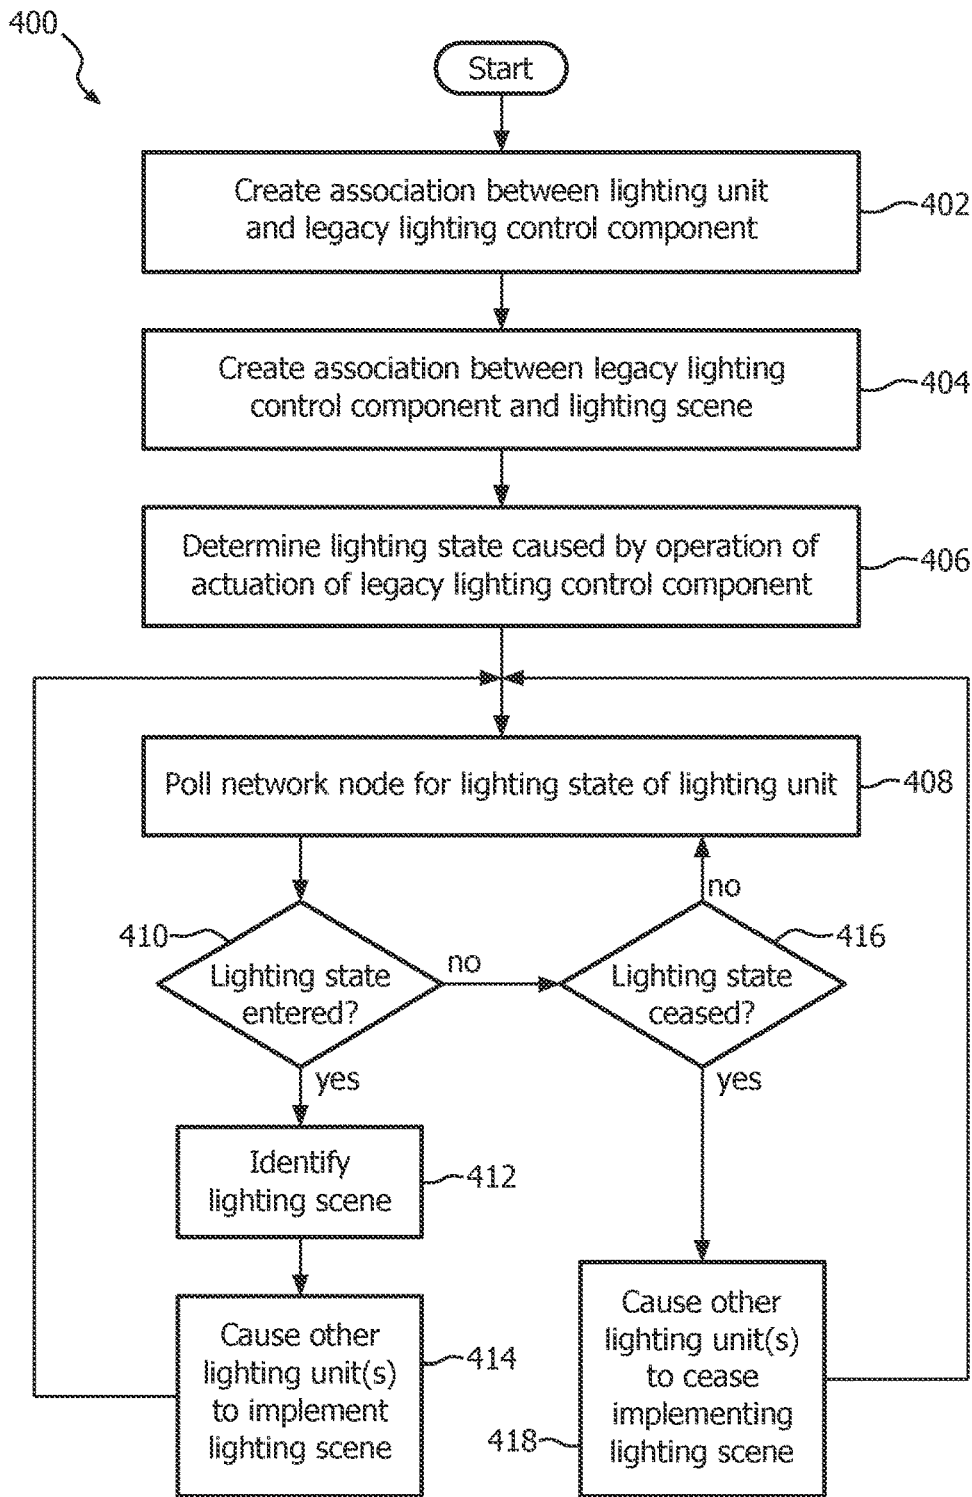 400
Start
Create association between lighting unit
and legacy lighting control component
402
Create association between legacy lighting
control component and lighting scene
404
Determine lighting state caused by operation of
actuation of legacy lighting control component
406
Poll network node for lighting state of lighting unit
408
410
Lighting state
entered?
no
yes
416
Lighting state
ceased?
no
yes
Identify
lighting scene
412
Cause other
lighting unit(s)
to implement
lighting scene
414
Cause other
lighting unit(s)
to cease
implementing
lighting scene
418